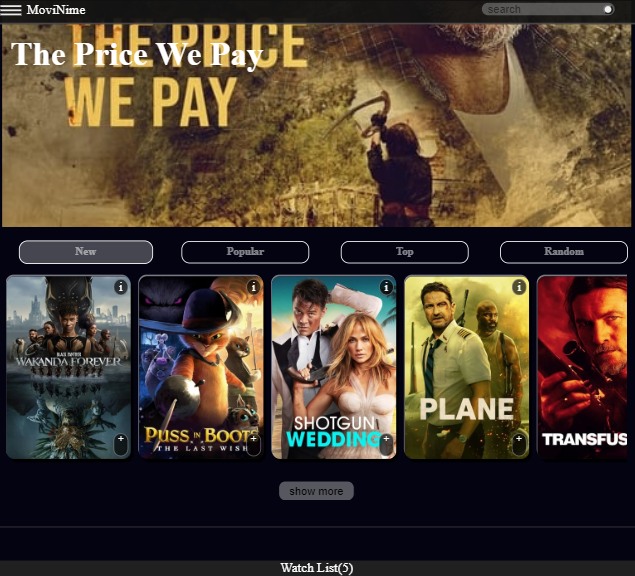 MoviNime
search
THE PRICE
The Price We Pay
WE PAY
New
Popular
Top
Random
i
i
i
i
BLACK PANTHER
WAKANDA FOREVER
PUSS IN BOOTS
THE LAST WISH
SHOTGUN
WEDDING
PLANE
TRANSFUS
+
+
+
+
show more
Watch List(5)